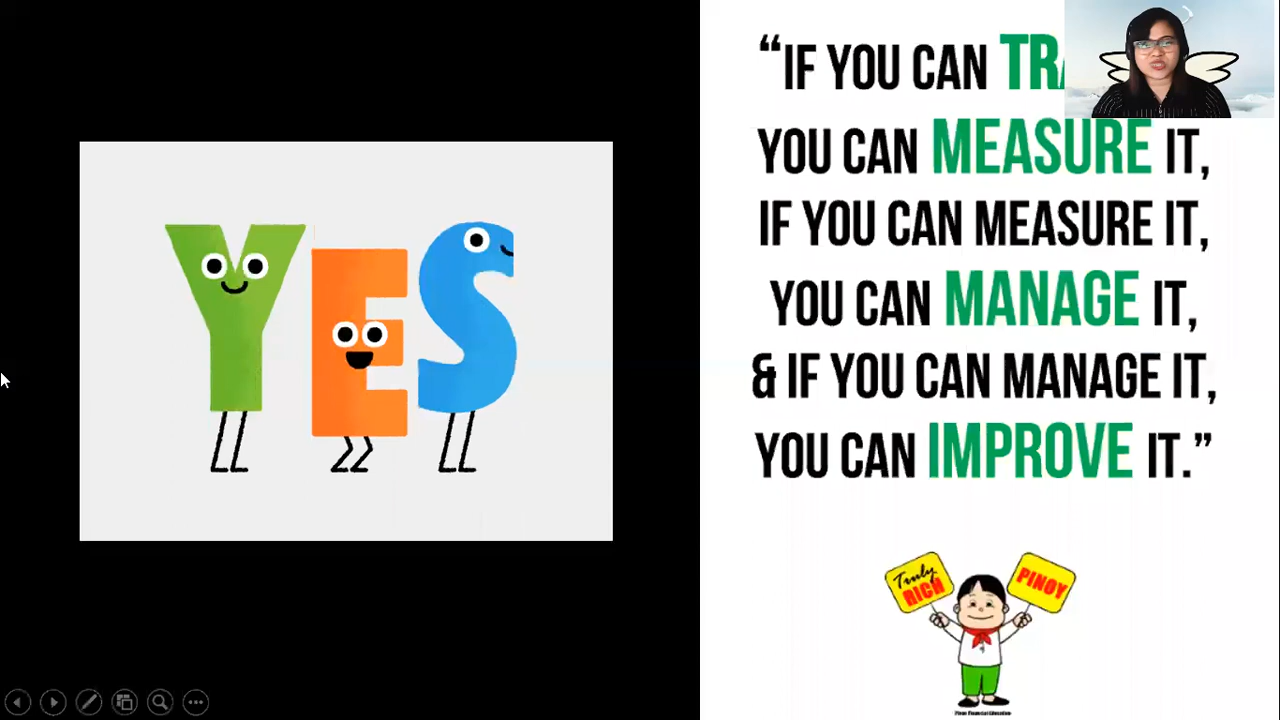 YES
“IF YOU CAN
YOU CAN MEASURE IT,
IF YOU CAN MEASURE IT,
YOU CAN MANAGE IT,
& IF YOU CAN MANAGE IT,
YOU CAN IMPROVE IT.”
Truly RICH
PINOY